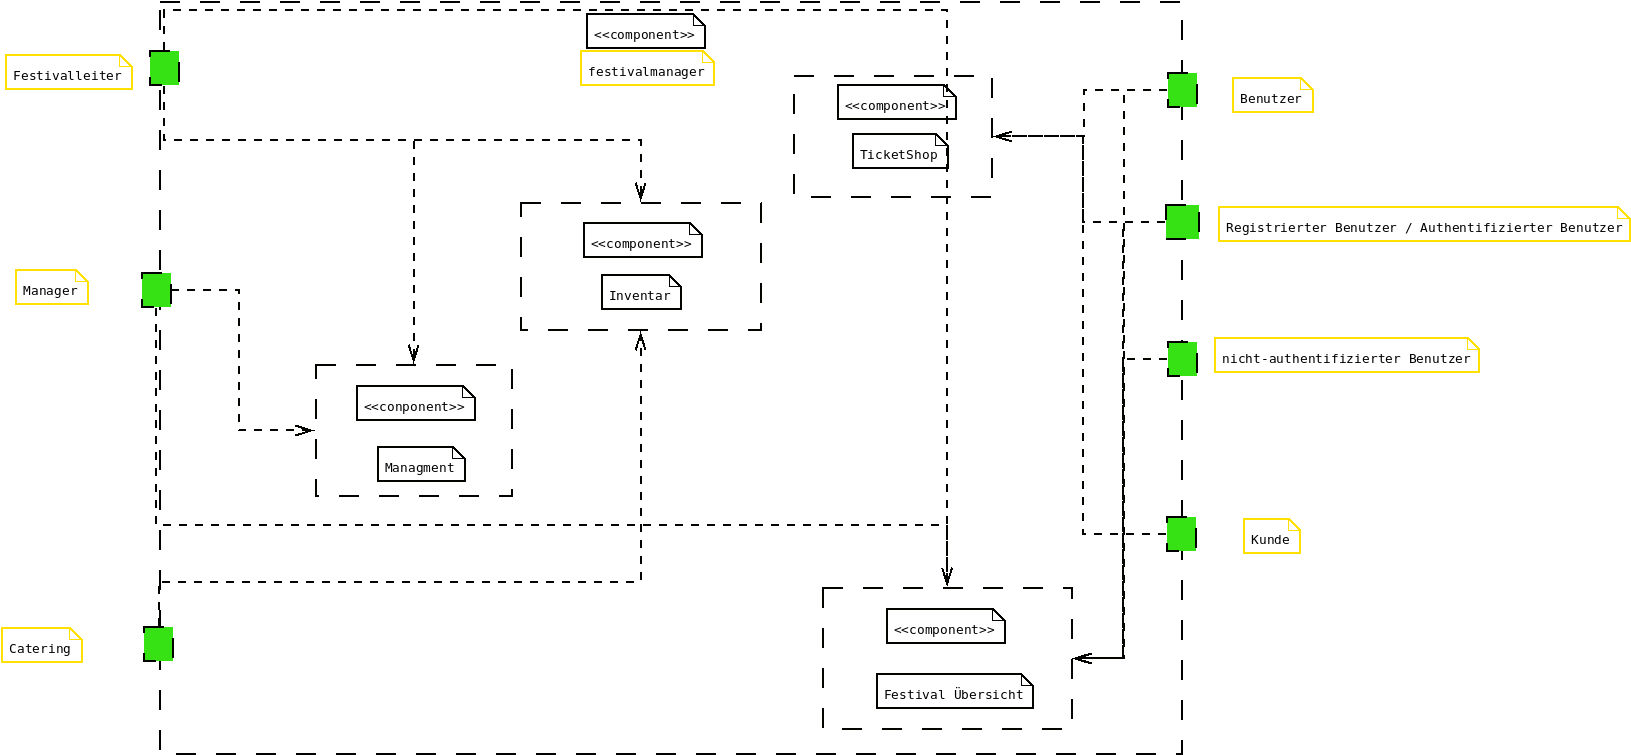 <<component>>
festivalmanager
Festivalleiter
Benutzer
<<component>>
TicketShop
Registrierter Benutzer / Authentifizierter Benutzer
<<component>>
Inventar
Manager
nicht-authentifizierter Benutzer
<<conponent>>
Managment
Kunde
<<component>>
Festival Übersicht
Catering